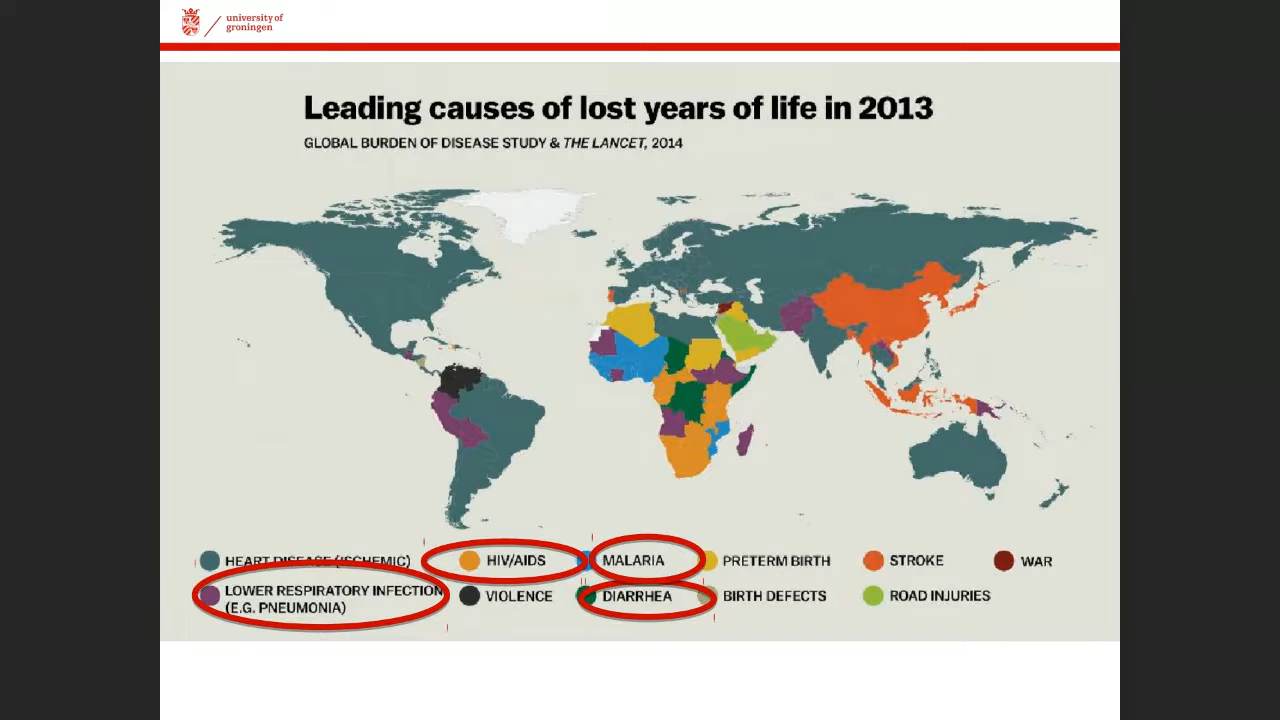 university of
groningen
Leading causes of lost years of life in 2013
GLOBAL BURDEN OF DISEASE STUDY & THE LANCET, 2014
HEART DISEASE (ISCHEMIC)
HIV/AIDS
MALARIA
PRETERM BIRTH
STROKE
WAR
LOWER RESPIRATORY INFECTION
(E.G. PNEUMONIA)
VIOLENCE
DIARRHEA
BIRTH DEFECTS
ROAD INJURIES